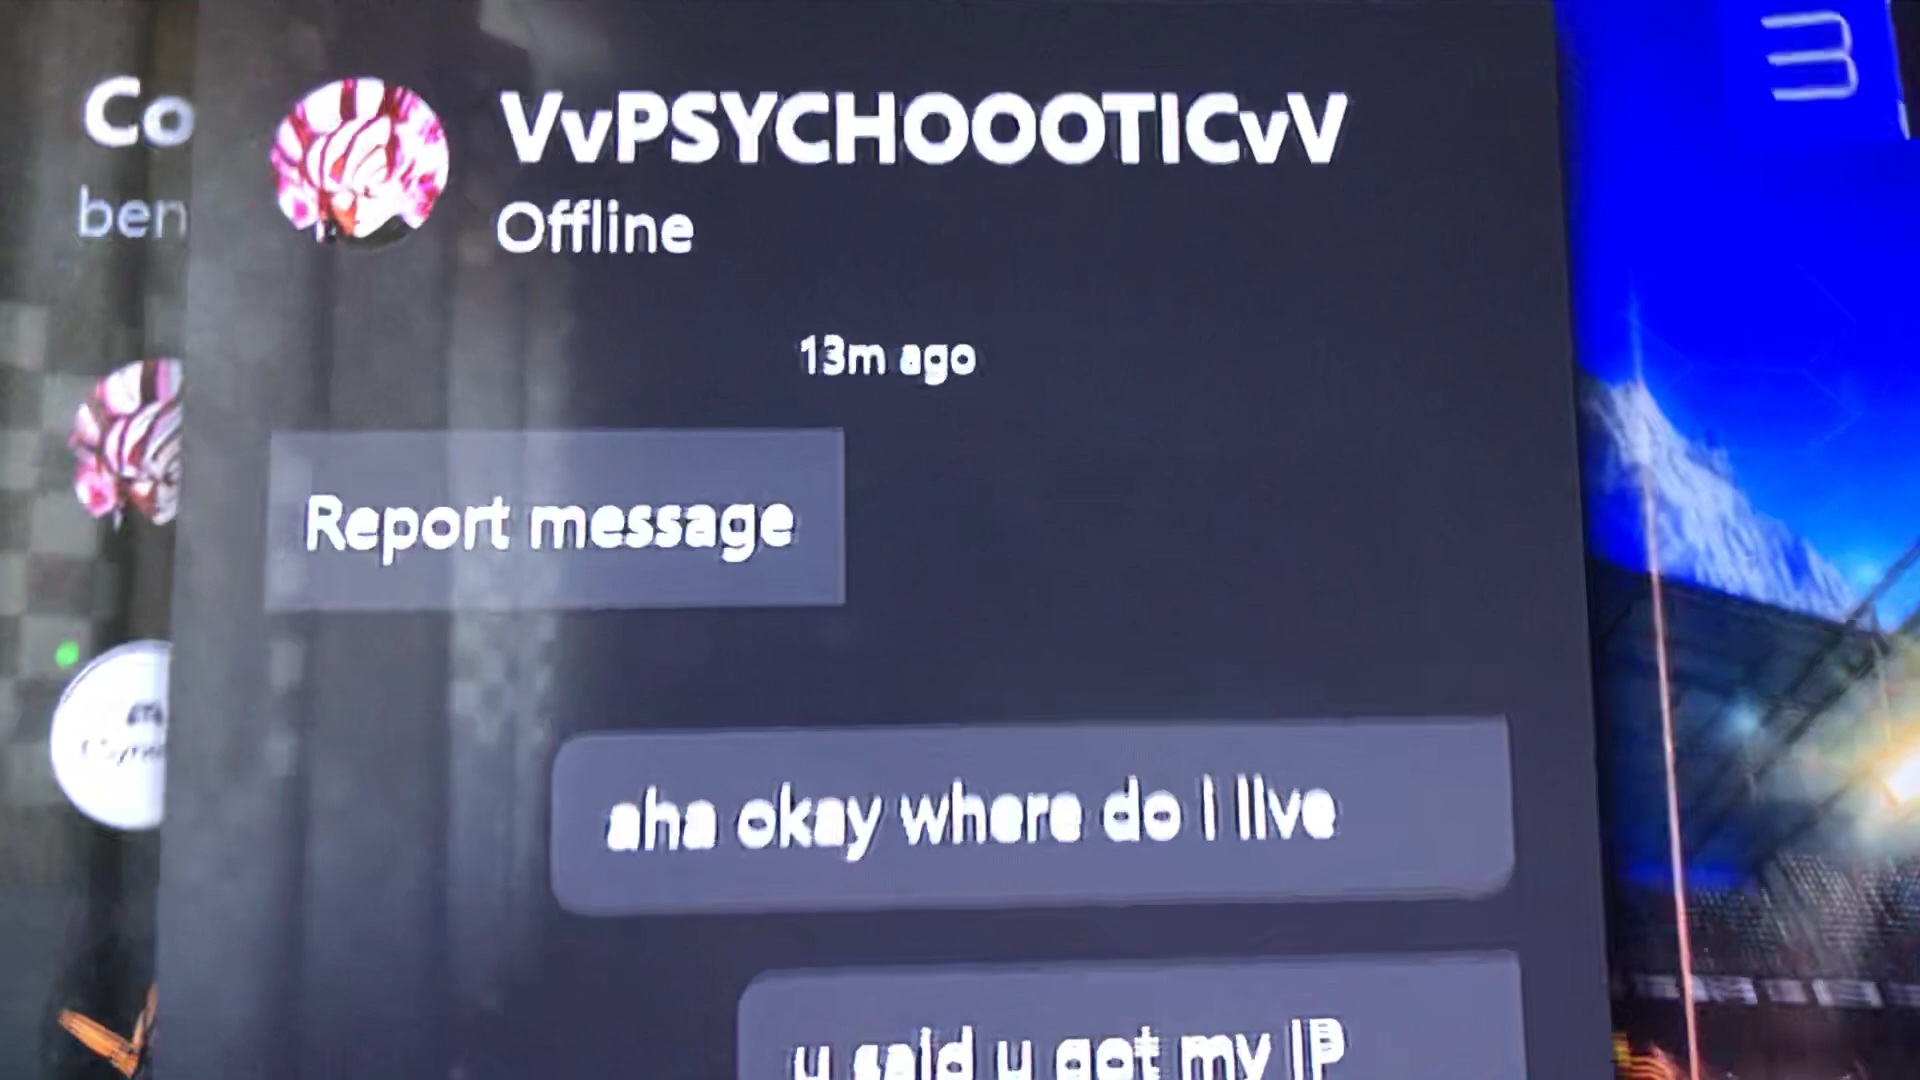 Co
VvPSYCHOOOTICvV
ben
Offline
13m ago
Report message
aha okay where do I live
u said u got my IP